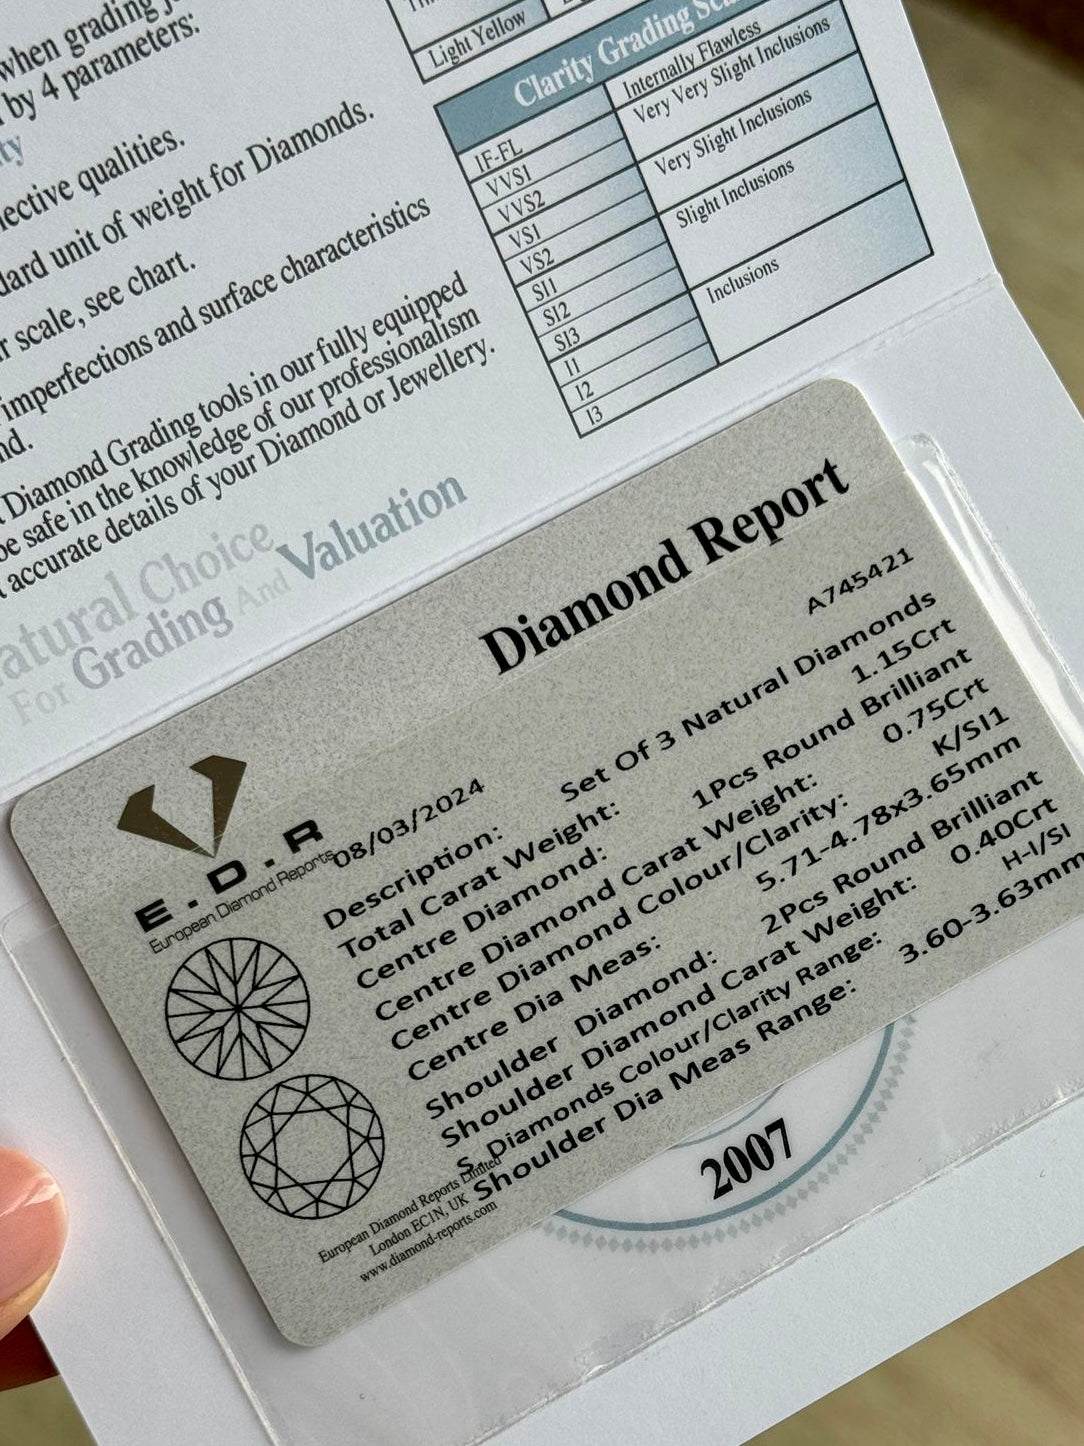 when grading j
by 4 parameters:
ty
lective qualities.
dard unit of weight for Diamonds.
r scale, see chart.
imperfections and surface characteristics
nd.
Diamond Grading tools in our fully equipped
be safe in the knowledge of our professionalism
accurate details of your Diamond or Jewellery.
atural Choice
For Grading And Valuation
Light Yellow
Clarity Grading Sca
IF-FL Internally Flawless
VVS1 Very Very Slight Inclusions
VVS2
VS1 Very Slight Inclusions
VS2
SI1 Slight Inclusions
SI2
SI3
I1 Inclusions
I2
I3
Diamond Report
A745421
E.D.R
European Diamond Reports
08/03/2024
Description: Set Of 3 Natural Diamonds
Total Carat Weight: 1.15Crt
Centre Diamond: 1Pcs Round Brilliant
Centre Diamond Carat Weight: 0.75Crt
Centre Diamond Colour/Clarity: K/SI1
Centre Dia Meas: 5.71-4.78x3.65mm
Shoulder Diamond: 2Pcs Round Brilliant
Shoulder Diamond Carat Weight: 0.40Crt
S. Diamonds Colour/Clarity Range: H-I/SI
Shoulder Dia Meas Range: 3.60-3.63mm
European Diamond Reports Limited
London EC1N, UK
www.diamond-reports.com
2007